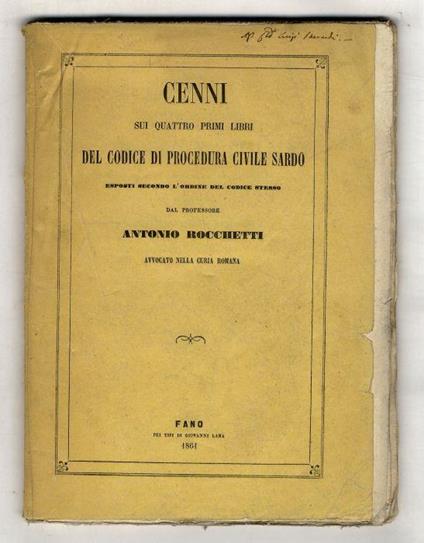 Luigi
CENNI
SUI QUATTRO PRIMI LIBRI
DEL CODICE DI PROCEDURA CIVILE SARDO
ESPOSTI SECONDO L'ORDINE DEL CODICE STESSO
DAL PROFESSORE
ANTONIO ROCCHETTI
AVVOCATO NELLA CURIA ROMANA
FANO
PEI TIPI DI GIOVANNI LANA
1861